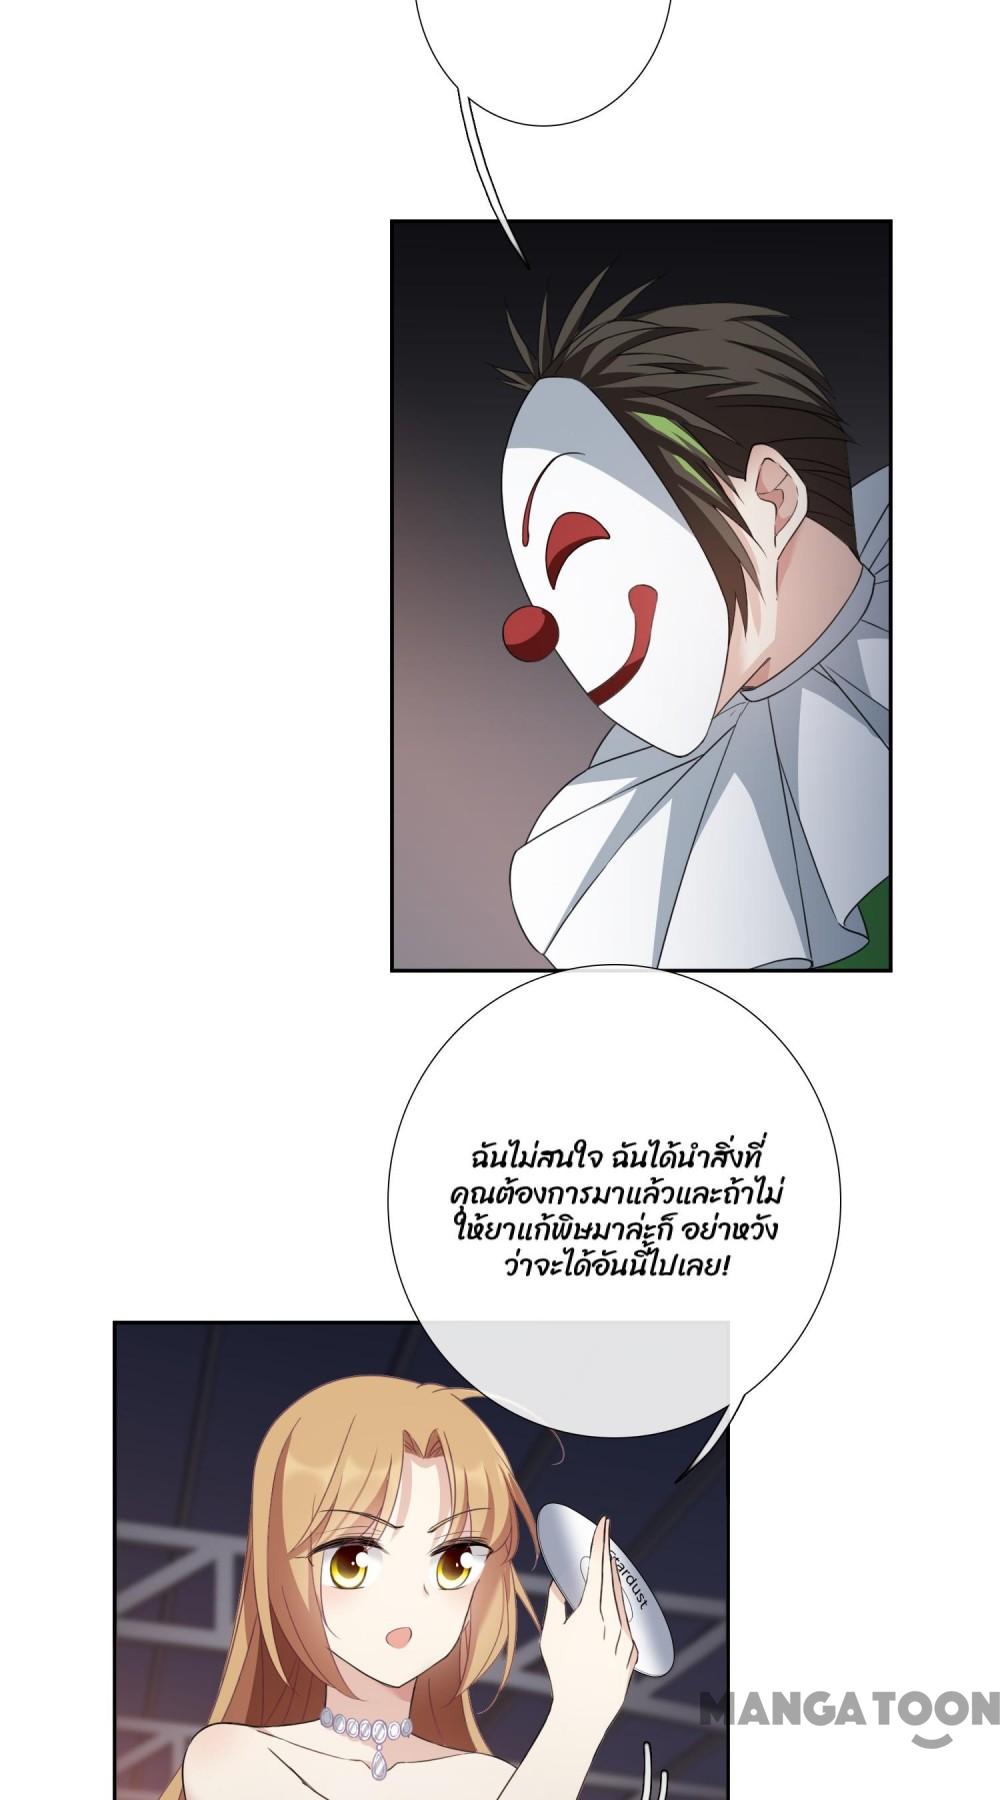 ฉันไม่สนใจ ฉันได้นำสิ่งที่
คุณต้องการมาแล้วและถ้าไม่
ให้ยาแก้พิษมาล่ะก็ อย่าหวัง
ว่าจะได้อันนี้ไปเลย!
tardust
MANGATOON